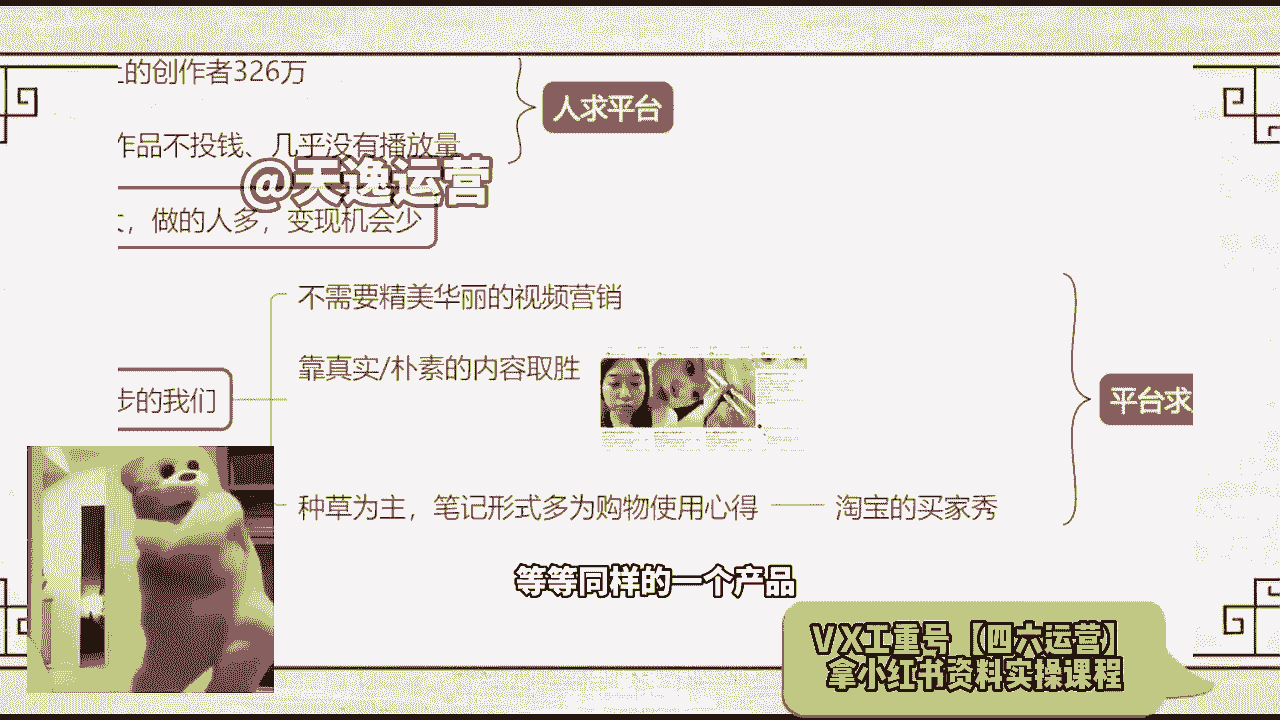 的创作者326万
人求平台
作品不投钱、几乎没有播放量
@天逸运营
，做的人多，变现机会少
不需要精美华丽的视频营销
靠真实/朴素的内容取胜
步的我们
平台求
种草为主，笔记形式多为购物使用心得
淘宝的买家秀
等等同样的一个产品
VX工重号【四六运营】
拿小红书资料实操课程